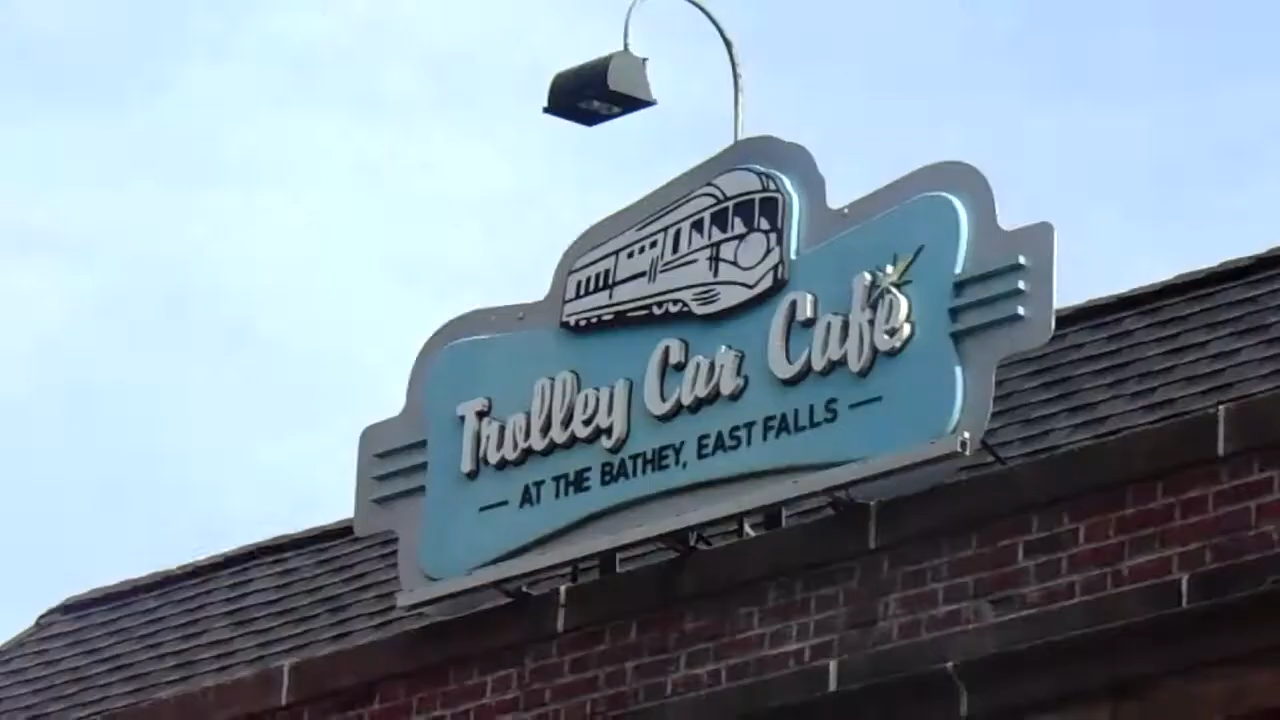 Trolley Car Café
— AT THE BATHEY, EAST FALLS —